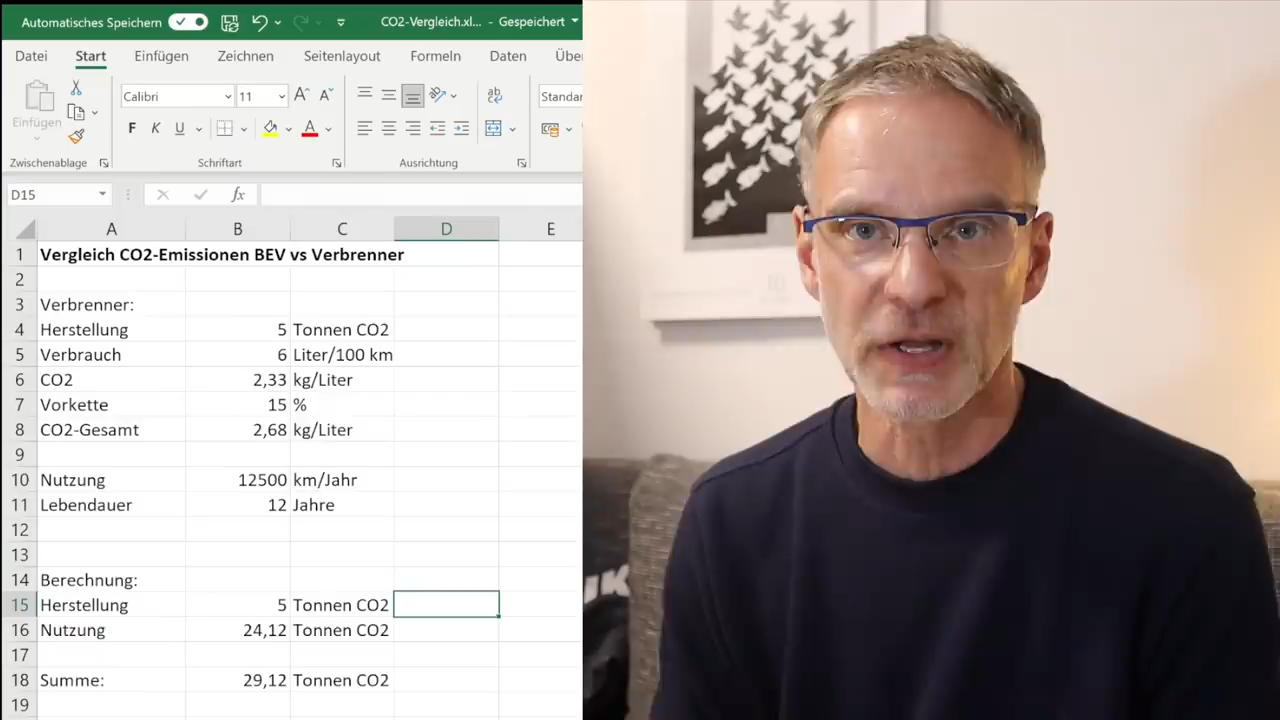 Automatisches Speichern
CO2-Vergleich.xl... - Gespeichert
Datei Start Einfügen Zeichnen Seitenlayout Formeln Daten Über
Einfügen
Calibri 11
Standar
F K U
Zwischenablage Schriftart Ausrichtung
D15 fx
A B C D E
1 Vergleich CO2-Emissionen BEV vs Verbrenner
2
3 Verbrenner:
4 Herstellung 5 Tonnen CO2
5 Verbrauch 6 Liter/100 km
6 CO2 2,33 kg/Liter
7 Vorkette 15 %
8 CO2-Gesamt 2,68 kg/Liter
9
10 Nutzung 12500 km/Jahr
11 Lebendauer 12 Jahre
12
13
14 Berechnung:
15 Herstellung 5 Tonnen CO2
16 Nutzung 24,12 Tonnen CO2
17
18 Summe: 29,12 Tonnen CO2
19